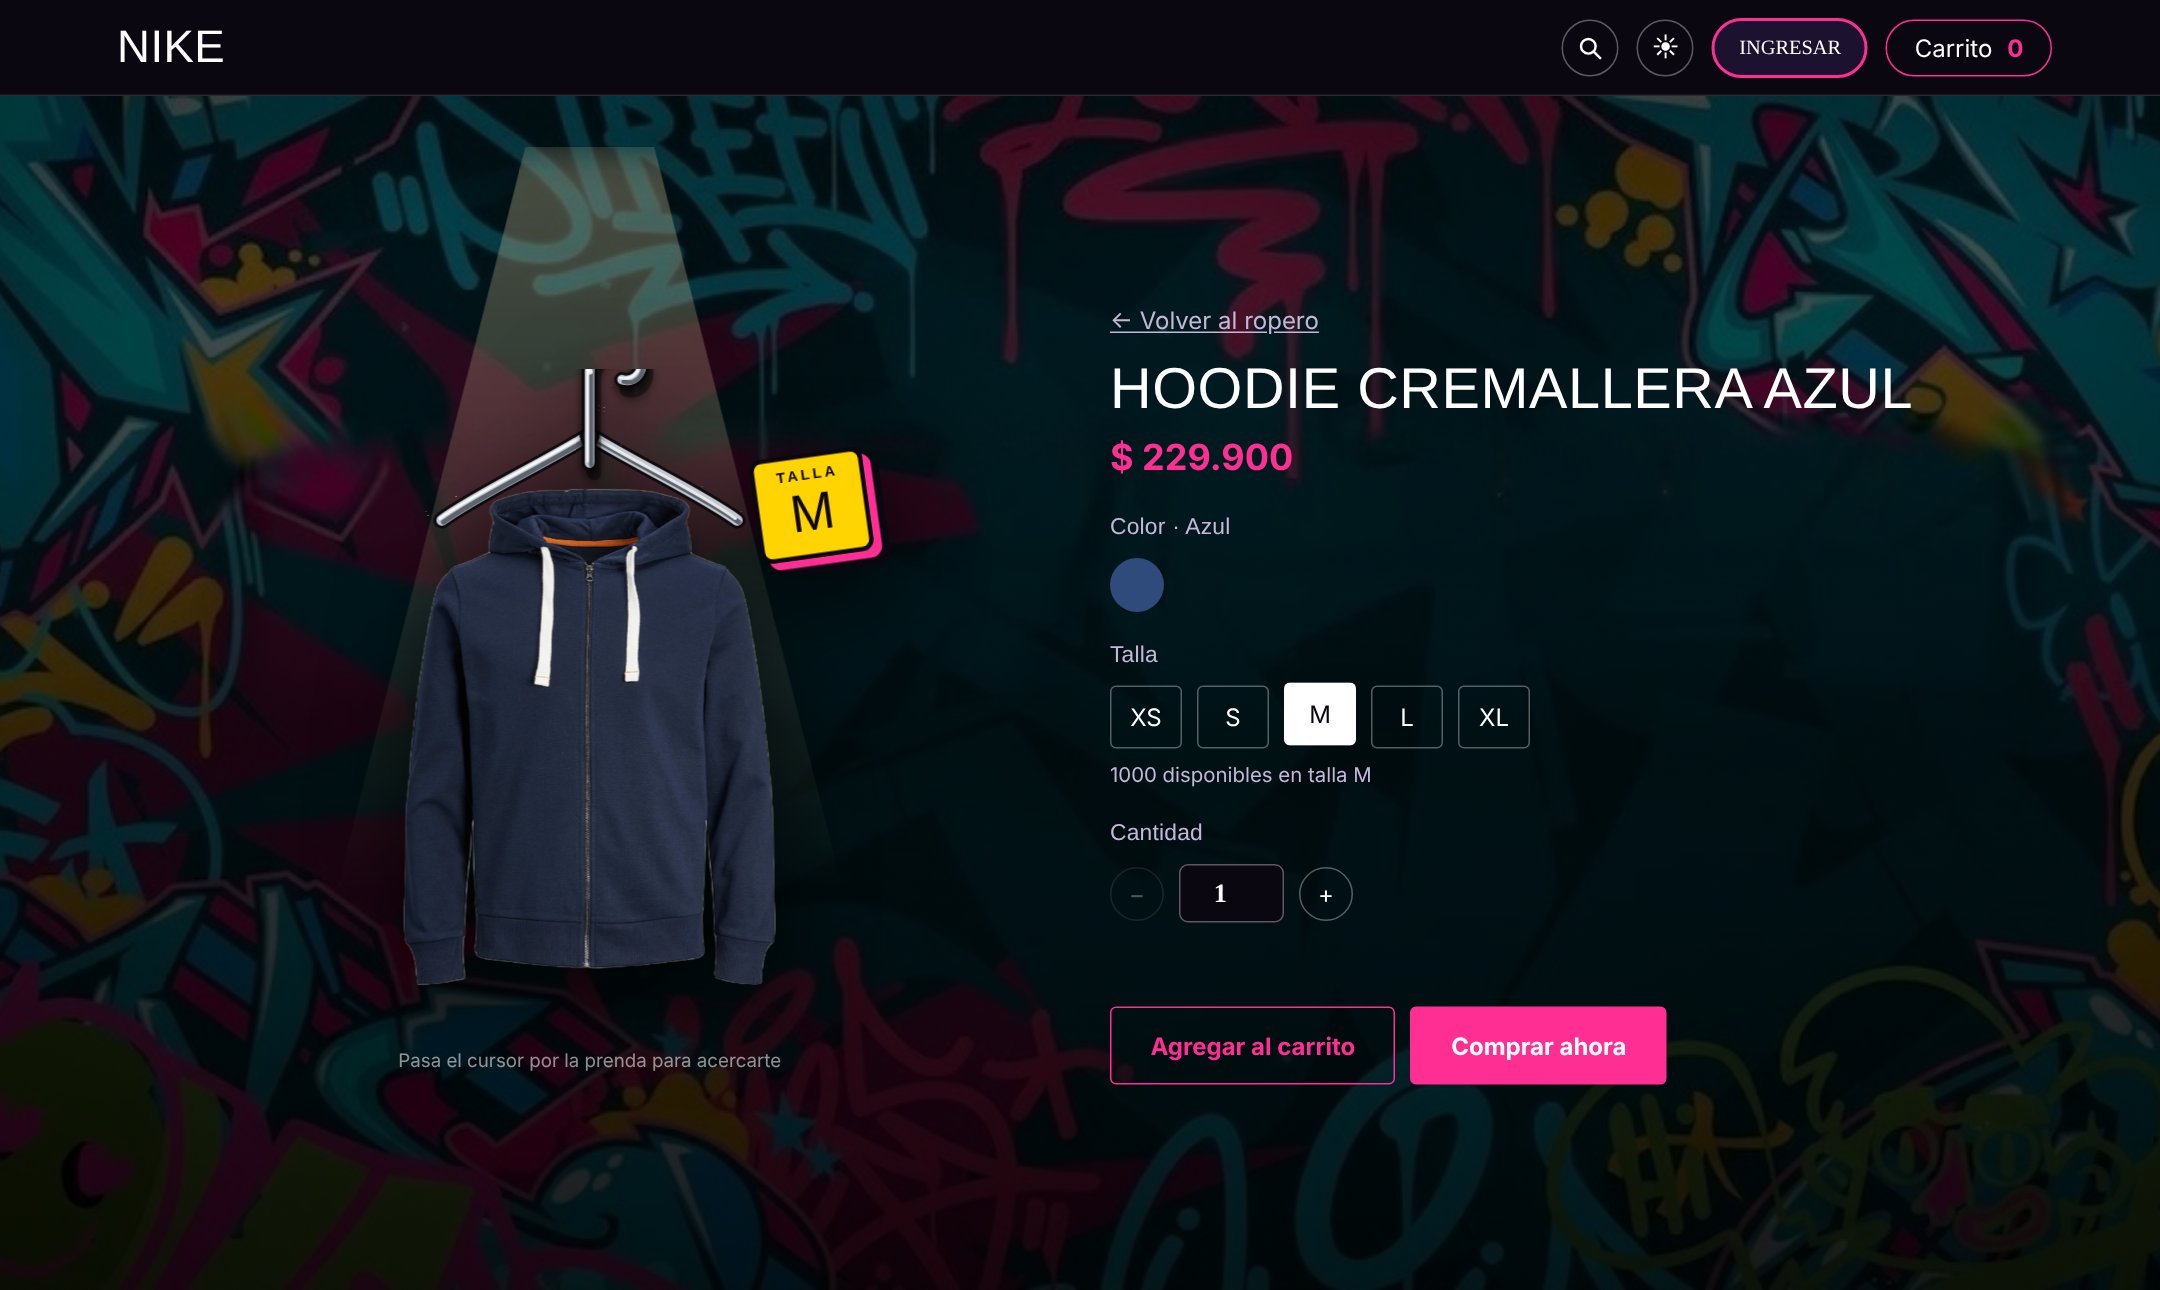 NIKE
INGRESAR
Carrito 0
← Volver al ropero
HOODIE CREMALLERA AZUL
$ 229.900
TALLA
M
Color · Azul
Talla
XS S M L XL
1000 disponibles en talla M
Cantidad
− 1 +
Agregar al carrito Comprar ahora
Pasa el cursor por la prenda para acercarte